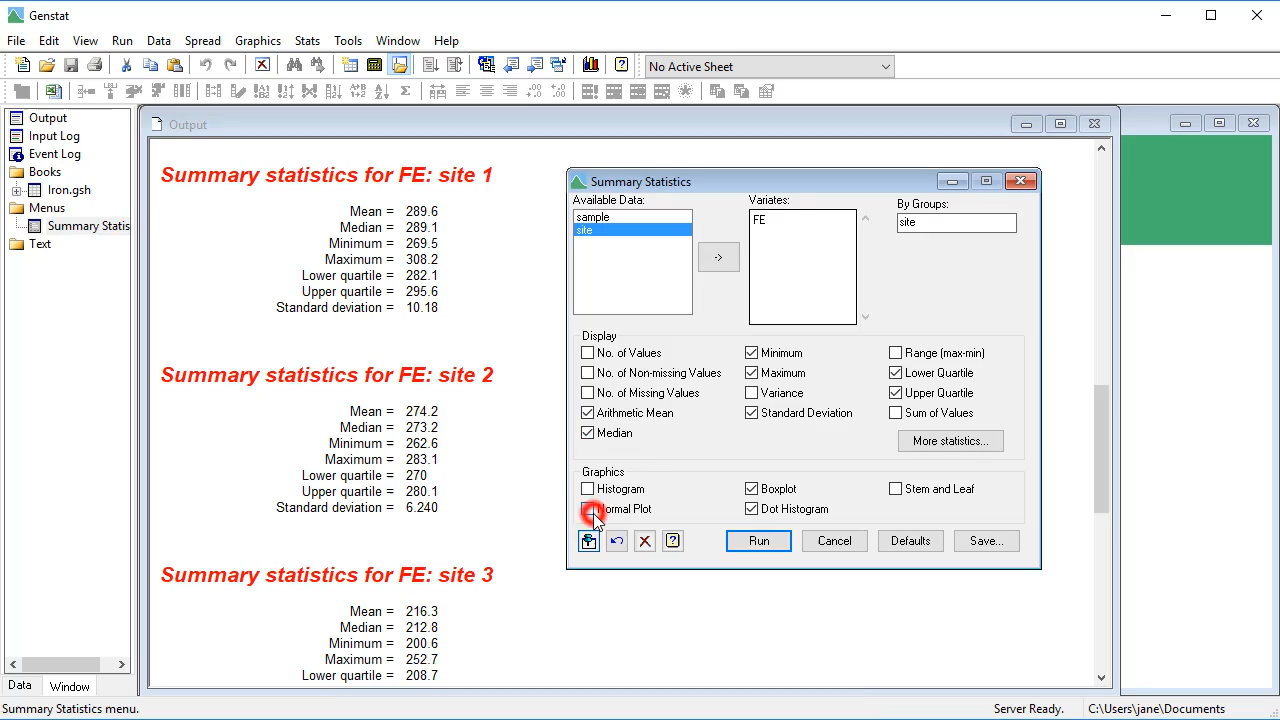 Genstat
File Edit View Run Data Spread Graphics Stats Tools Window Help
No Active Sheet
Output
Input Log
Event Log
Books
Iron.gsh
Menus
Summary Statis
Text
Data Window
Output
Summary statistics for FE: site 1
Mean = 289.6
Median = 289.1
Minimum = 269.5
Maximum = 308.2
Lower quartile = 282.1
Upper quartile = 295.6
Standard deviation = 10.18
Summary statistics for FE: site 2
Mean = 274.2
Median = 273.2
Minimum = 262.6
Maximum = 283.1
Lower quartile = 270
Upper quartile = 280.1
Standard deviation = 6.240
Summary statistics for FE: site 3
Mean = 216.3
Median = 212.8
Minimum = 200.6
Maximum = 252.7
Lower quartile = 208.7
Summary Statistics
Available Data: Variates: By Groups:
sample
site
->
FE
site
Display
No. of Values Minimum Range (max-min)
No. of Non-missing Values Maximum Lower Quartile
No. of Missing Values Variance Upper Quartile
Arithmetic Mean Standard Deviation Sum of Values
Median More statistics...
Graphics
Histogram Boxplot Stem and Leaf
ormal Plot Dot Histogram
Run Cancel Defaults Save...
Summary Statistics menu. Server Ready. C:\Users\jane\Documents